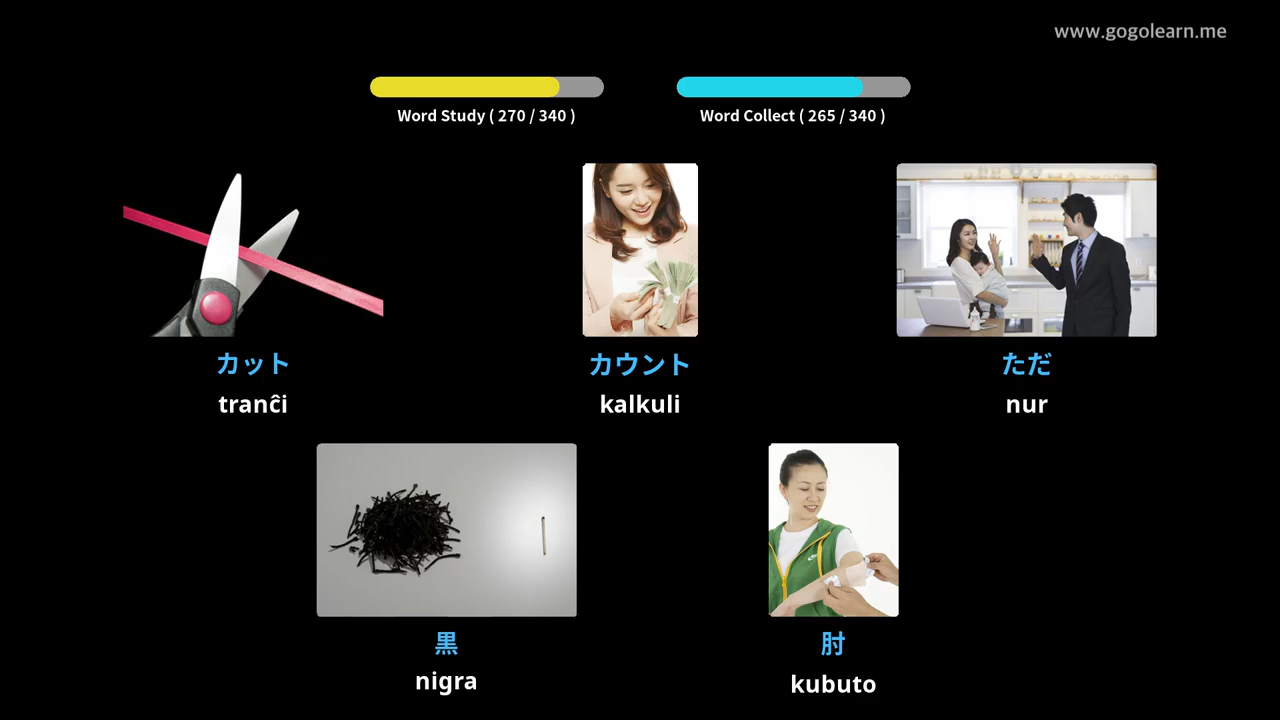 www.gogolearn.me
Word Study ( 270 / 340 )
Word Collect ( 265 / 340 )
カット
tranĉi
カウント
kalkuli
ただ
nur
黒
nigra
肘
kubuto